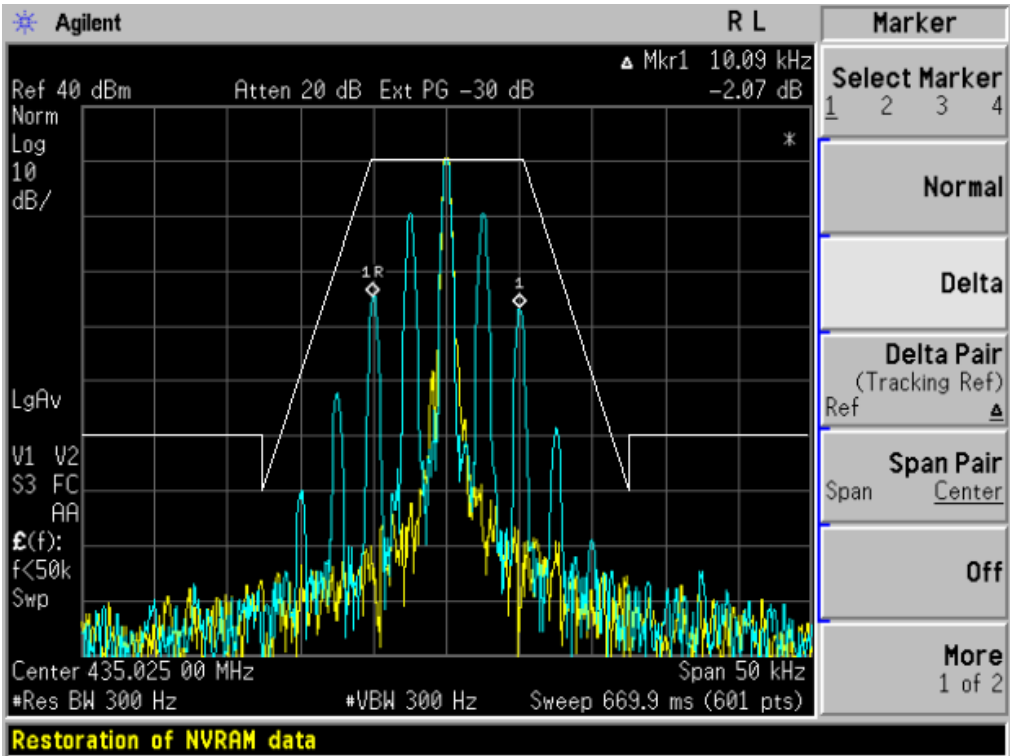 Agilent R L Marker
Δ Mkr1 10.09 kHz
Ref 40 dBm Atten 20 dB Ext PG -30 dB -2.07 dB
Norm
Log
10
dB/
*
1R
1
LgAv
V1 V2
S3 FC
AA
£(f):
f<50k
Swp
Center 435.025 00 MHz Span 50 kHz
#Res BW 300 Hz #VBW 300 Hz Sweep 669.9 ms (601 pts)
Restoration of NVRAM data
Select Marker
1 2 3 4
Normal
Delta
Delta Pair
(Tracking Ref)
Ref Δ
Span Pair
Span Center
Off
More
1 of 2